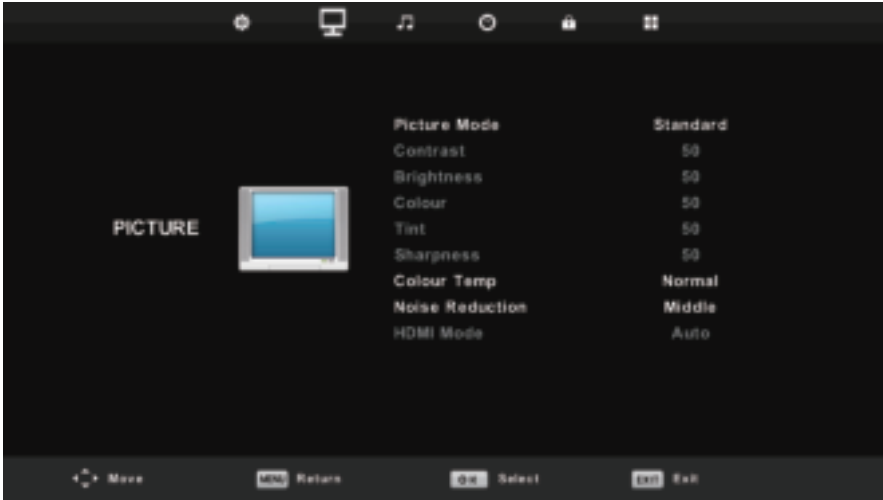 Picture Mode Standard
Contrast 50
Brightness 50
Colour 50
Tint 50
PICTURE
Sharpness 50
Colour Temp Normal
Noise Reduction Middle
HDMI Mode Auto
Move MENU Return OK Select EXIT Exit